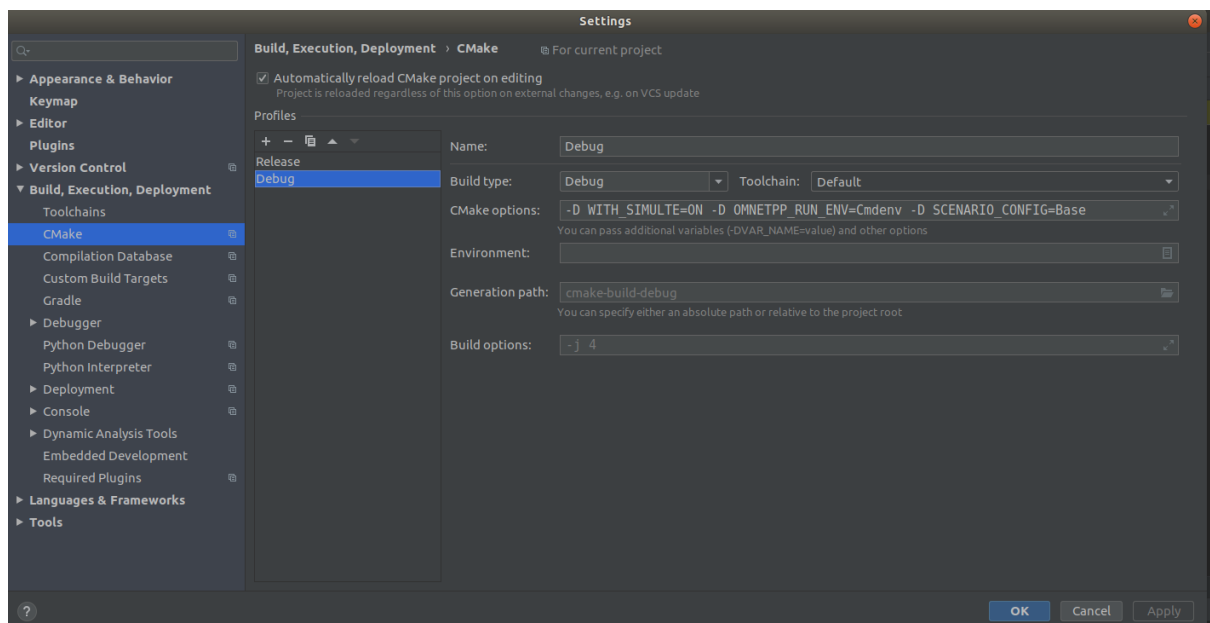 Settings
Appearance & Behavior
Keymap
Editor
Plugins
Version Control
Build, Execution, Deployment
Toolchains
CMake
Compilation Database
Custom Build Targets
Gradle
Debugger
Python Debugger
Python Interpreter
Deployment
Console
Dynamic Analysis Tools
Embedded Development
Required Plugins
Languages & Frameworks
Tools
Build, Execution, Deployment › CMake For current project
Automatically reload CMake project on editing
Project is reloaded regardless of this option on external changes, e.g. on VCS update
Profiles
Release
Debug
Name: Debug
Build type: Debug Toolchain: Default
CMake options: -D WITH_SIMULTE=ON -D OMNETPP_RUN_ENV=Cmdenv -D SCENARIO_CONFIG=Base
You can pass additional variables (-DVAR_NAME=value) and other options
Environment:
Generation path: cmake-build-debug
You can specify either an absolute path or relative to the project root
Build options: -j 4
? OK Cancel Apply